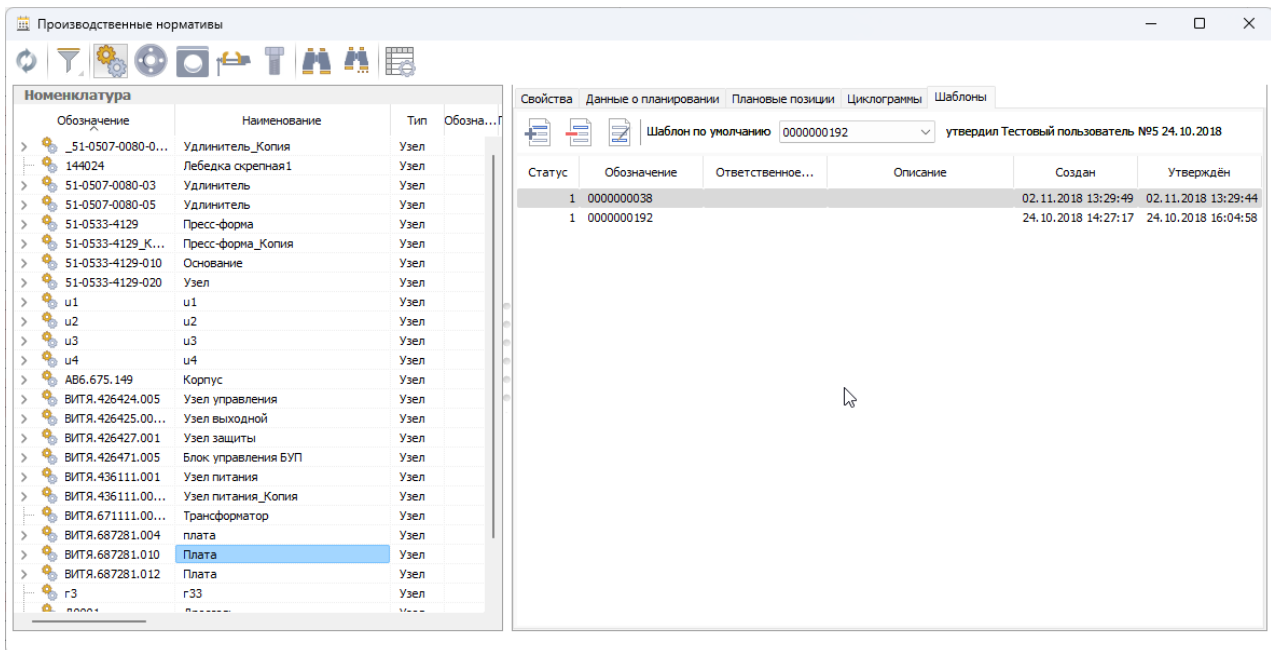 Производственные нормативы
Номенклатура
Обозначение Наименование Тип Обозна...
_51-0507-0080-0... Удлинитель_Копия Узел
144024 Лебедка скрепная1 Узел
51-0507-0080-03 Удлинитель Узел
51-0507-0080-05 Удлинитель Узел
51-0533-4129 Пресс-форма Узел
51-0533-4129_К... Пресс-форма_Копия Узел
51-0533-4129-010 Основание Узел
51-0533-4129-020 Узел Узел
u1 u1 Узел
u2 u2 Узел
u3 u3 Узел
u4 u4 Узел
АВ6.675.149 Корпус Узел
ВИТЯ.426424.005 Узел управления Узел
ВИТЯ.426425.00... Узел выходной Узел
ВИТЯ.426427.001 Узел защиты Узел
ВИТЯ.426471.005 Блок управления БУП Узел
ВИТЯ.436111.001 Узел питания Узел
ВИТЯ.436111.00... Узел питания_Копия Узел
ВИТЯ.671111.00... Трансформатор Узел
ВИТЯ.687281.004 плата Узел
ВИТЯ.687281.010 Плата Узел
ВИТЯ.687281.012 Плата Узел
г3 г33 Узел
Свойства Данные о планировании Плановые позиции Циклограммы Шаблоны
Шаблон по умолчанию 0000000192 утвердил Тестовый пользователь №5 24.10.2018
Статус Обозначение Ответственное... Описание Создан Утверждён
1 0000000038 02.11.2018 13:29:49 02.11.2018 13:29:44
1 0000000192 24.10.2018 14:27:17 24.10.2018 16:04:58